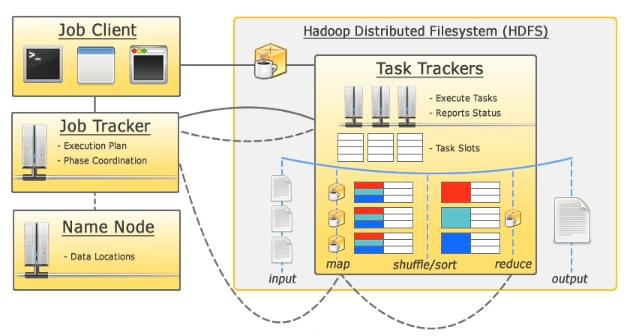 Job Client
>_
Hadoop Distributed Filesystem (HDFS)
Task Trackers
- Execute Tasks
- Reports Status
- Task Slots
Job Tracker
- Execution Plan
- Phase Coordination
Name Node
- Data Locations
input
map
shuffle/sort
reduce
output